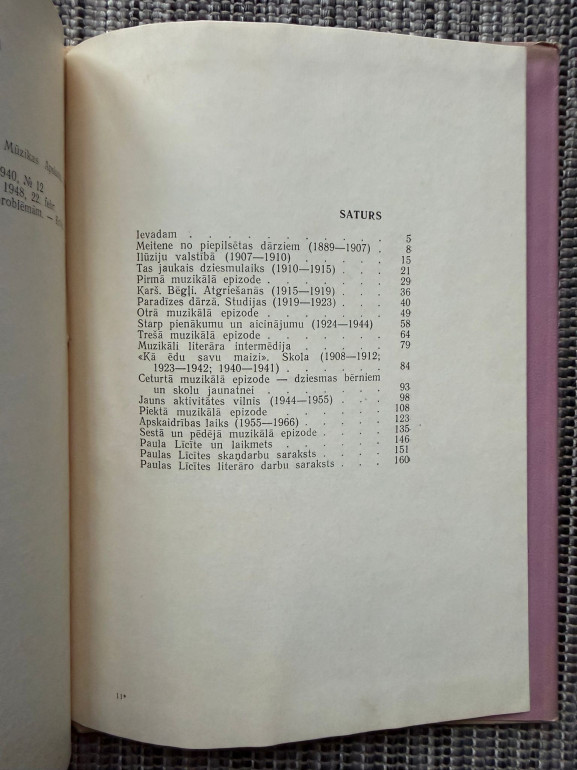 Mūzikas
940, № 12
1948, 22. febr.
problēmām. —
SATURS
Ievadam . . . . . . . . . . . 5
Meitene no piepilsētas dārziem (1889—1907) . 8
Ilūziju valstībā (1907—1910) . . . . . 15
Tas jaukais dziesmulaiks (1910—1915) . . . 21
Pirmā muzikālā epizode . . . . . . 29
Karš. Bēgļi. Atgriešanās (1915—1919) . . . 36
Paradīzes dārzā. Studijas (1919—1923) . . . 40
Otrā muzikālā epizode . . . . . . 49
Starp pienākumu un aicinājumu (1924—1944) 58
Trešā muzikālā epizode . . . . . . 64
Muzikāli literāra intermēdija . . . . . 79
«Kā ēdu savu maizi». Skola (1908—1912;
1923—1942; 1940—1941) . . . . . 84
Ceturtā muzikālā epizode — dziesmas bērniem
un skolu jaunatnei . . . . . . 93
Jauns aktivitātes vilnis (1944—1955) . . . 98
Piektā muzikālā epizode . . . . . . 108
Apskaidrības laiks (1955—1966) . . . . 123
Sestā un pēdējā muzikālā epizode . . . . 135
Paula Līcīte un laikmets . . . . . . 146
Paulas Līcītes skaņdarbu saraksts . . . . 151
Paulas Līcītes literāro darbu saraksts . . . 160
11*